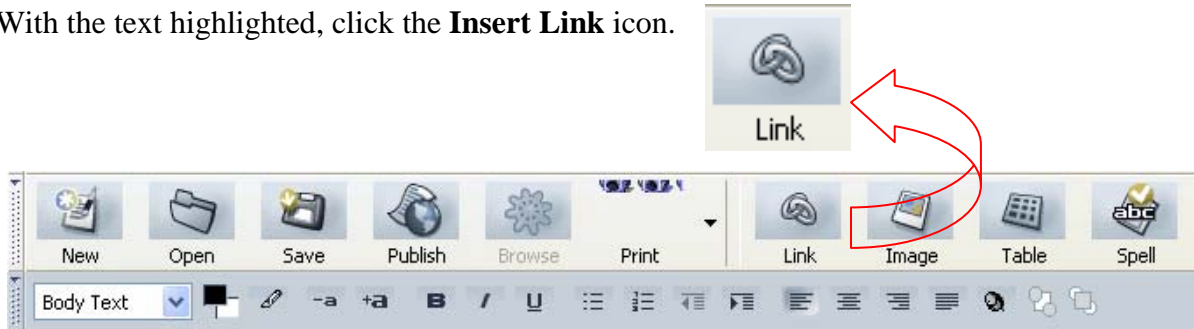 With the text highlighted, click the Insert Link icon.
Link
New Open Save Publish Browse Print Link Image Table Spell
abc
Body Text -a +a B I U